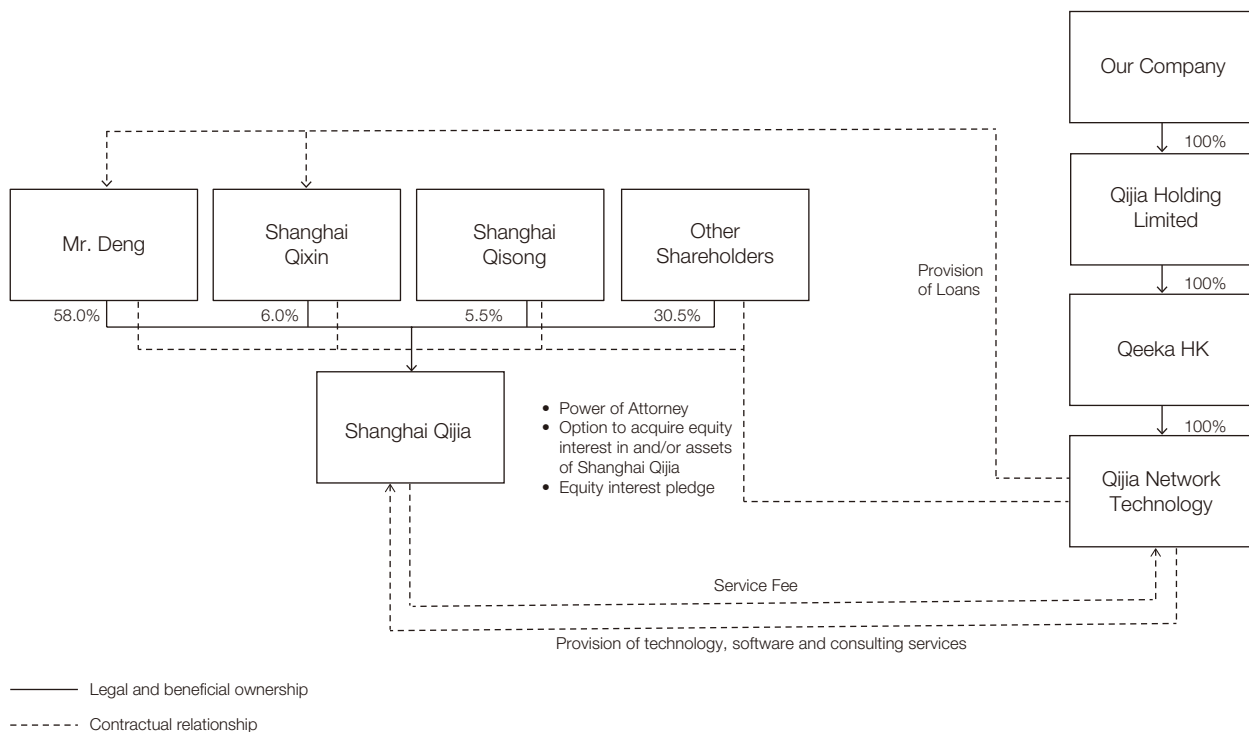 Our Company
100%
Qijia Holding
Limited
100%
Qeeka HK
100%
Qijia Network
Technology
Mr. Deng
Shanghai
Qixin
Shanghai
Qisong
Other
Shareholders
Provision
of Loans
58.0%
6.0%
5.5%
30.5%
Shanghai Qijia
• Power of Attorney
• Option to acquire equity
interest in and/or assets
of Shanghai Qijia
• Equity interest pledge
Service Fee
Provision of technology, software and consulting services
Legal and beneficial ownership
Contractual relationship